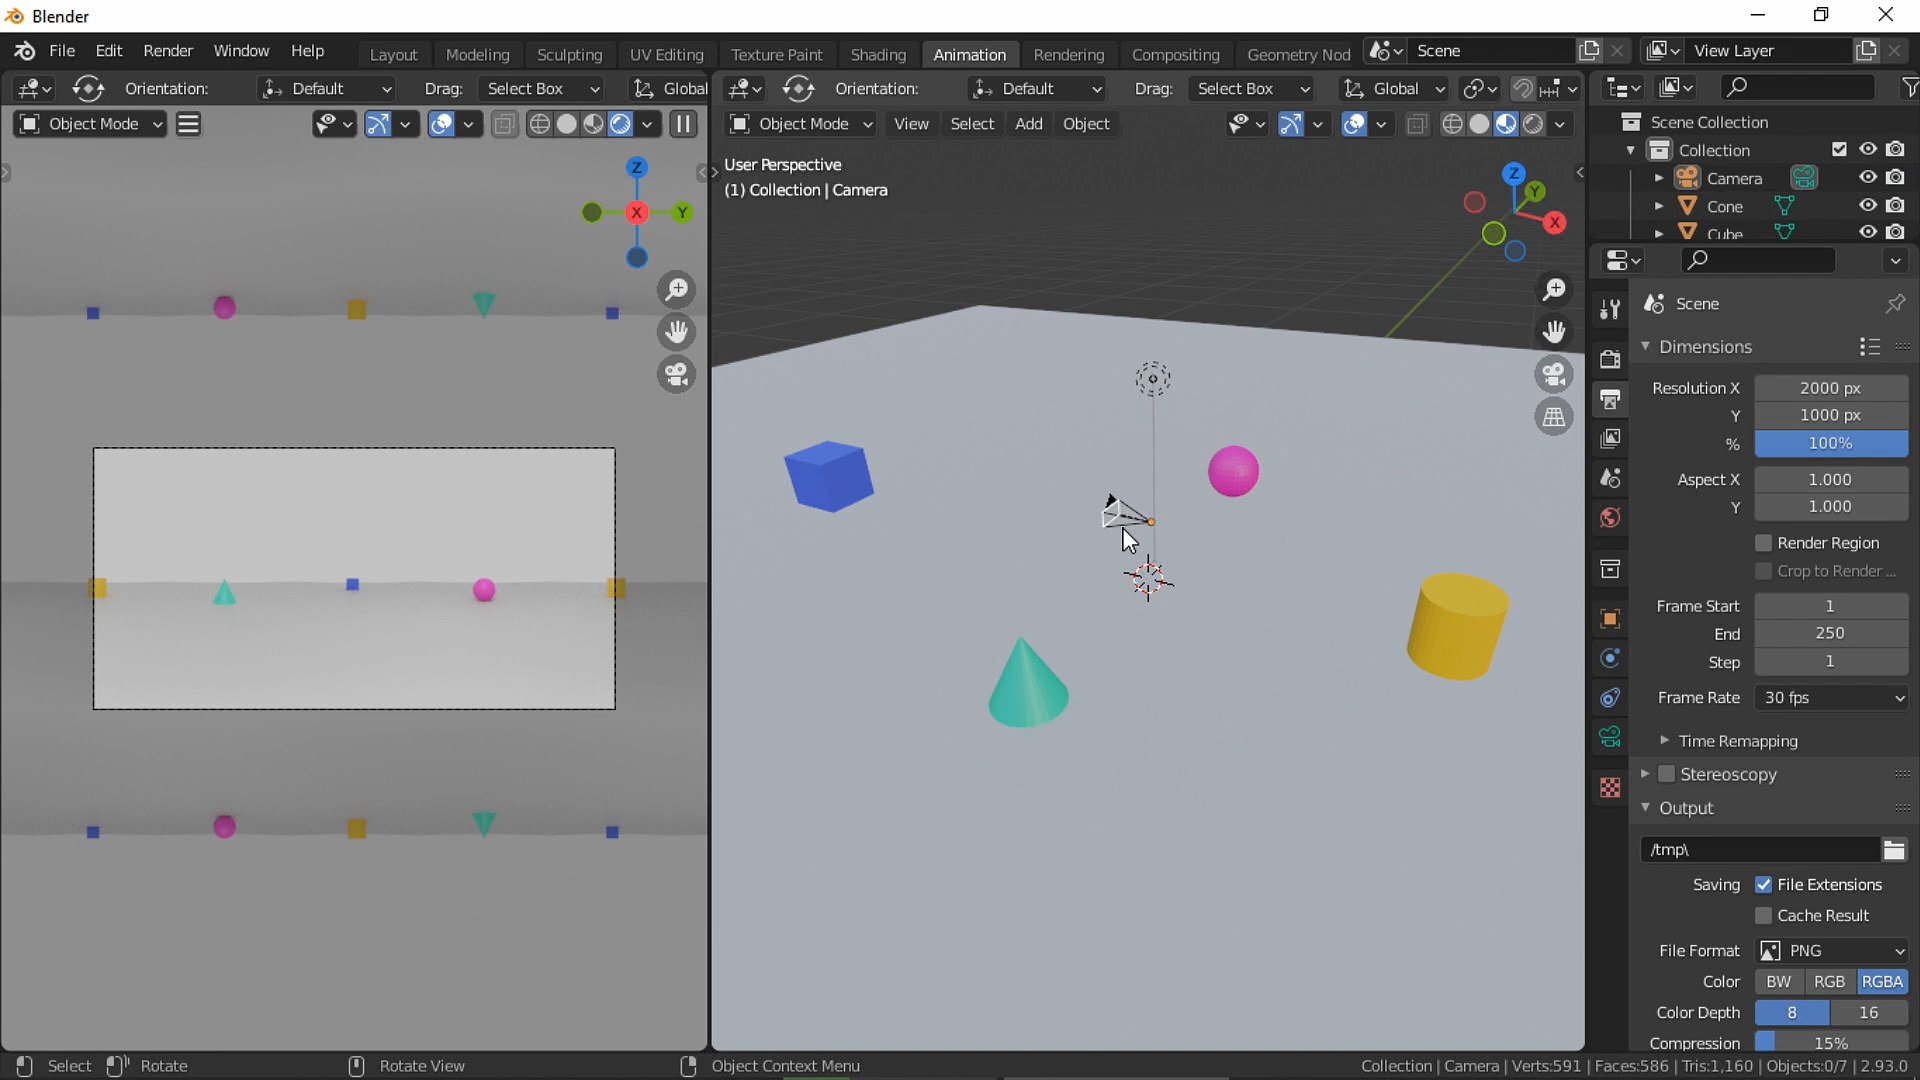 Blender
File Edit Render Window Help Layout Modeling Sculpting UV Editing Texture Paint Shading Animation Rendering Compositing Geometry Nod Scene View Layer
Orientation: Default Drag: Select Box Global
Orientation: Default Drag: Select Box Global
Object Mode
Object Mode View Select Add Object
User Perspective
(1) Collection | Camera
Z
Y
X
Z
Y
X
Scene Collection
Collection
Camera
Cone
Cube
Scene
Dimensions
Resolution X 2000 px
Y 1000 px
% 100%
Aspect X 1.000
Y 1.000
Render Region
Crop to Render ...
Frame Start 1
End 250
Step 1
Frame Rate 30 fps
Time Remapping
Stereoscopy
Output
/tmp\
Saving File Extensions
Cache Result
File Format PNG
Color BW RGB RGBA
Color Depth 8 16
Compression 15%
Select Rotate Rotate View Object Context Menu Collection | Camera | Verts:591 | Faces:586 | Tris:1,160 | Objects:0/7 | 2.93.0